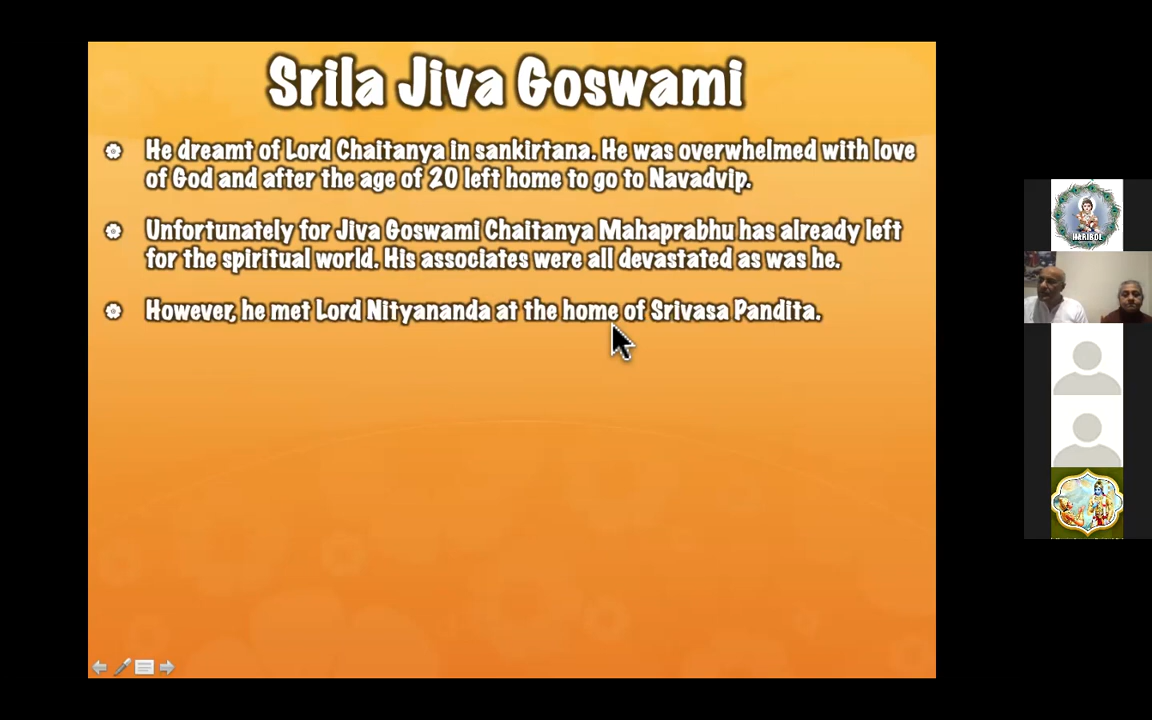 Srila Jiva Goswami
He dreamt of Lord Chaitanya in sankirtana. He was overwhelmed with love
of God and after the age of 20 left home to go to Navadvip.
Unfortunately for Jiva Goswami Chaitanya Mahaprabhu has already left
for the spiritual world. His associates were all devastated as was he.
However, he met Lord Nityananda at the home of Srivasa Pandita.
HARIBOL